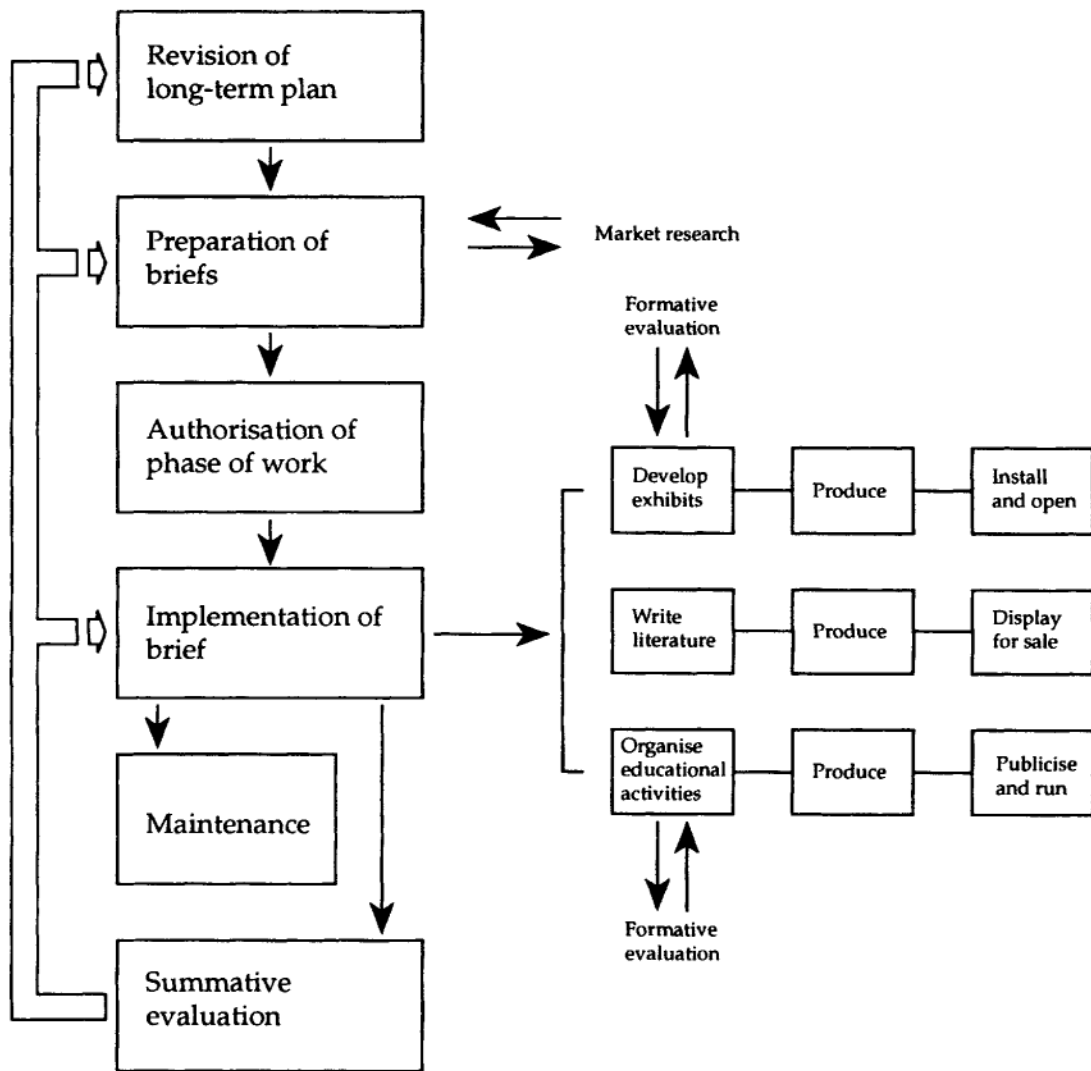 Revision of
long-term plan
Preparation of
briefs
Market research
Formative
evaluation
Authorisation of
phase of work
Develop
exhibits
Produce
Install
and open
Implementation of
brief
Write
literature
Produce
Display
for sale
Organise
educational
activities
Produce
Publicise
and run
Maintenance
Formative
evaluation
Summative
evaluation